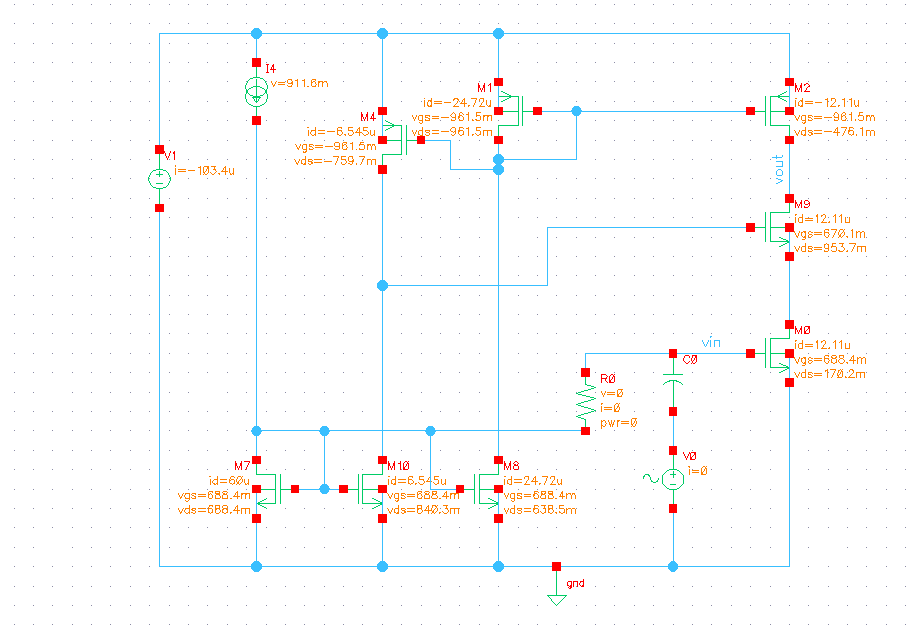 I4
v=911.6m
M1
id=-24.72u
vgs=-961.5m
vds=-961.5m
M2
id=-12.11u
vgs=-961.5m
vds=-476.1m
M4
id=-6.545u
vgs=-961.5m
vds=-759.7m
V1
i=-103.4u
vout
M9
id=12.11u
vgs=670.1m
vds=953.7m
vin
M0
id=12.11u
vgs=688.4m
vds=170.2m
C0
R0
v=0
i=0
pwr=0
V0
i=0
M7
id=60u
vgs=688.4m
vds=688.4m
M10
id=6.545u
vgs=688.4m
vds=840.3m
M8
id=24.72u
vgs=688.4m
vds=638.5m
gnd